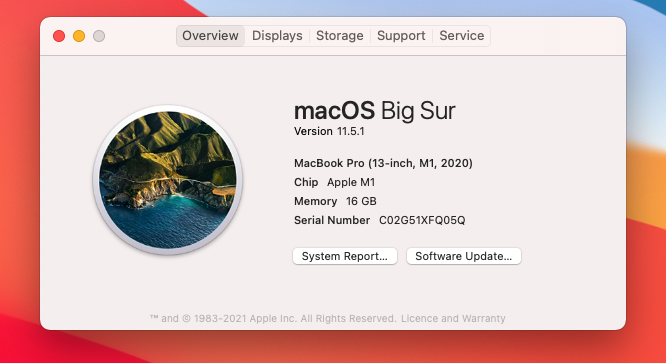 Overview Displays Storage Support Service
macOS Big Sur
Version 11.5.1
MacBook Pro (13-inch, M1, 2020)
Chip Apple M1
Memory 16 GB
Serial Number C02G51XFQ05Q
System Report... Software Update...
™ and © 1983-2021 Apple Inc. All Rights Reserved. Licence and Warranty